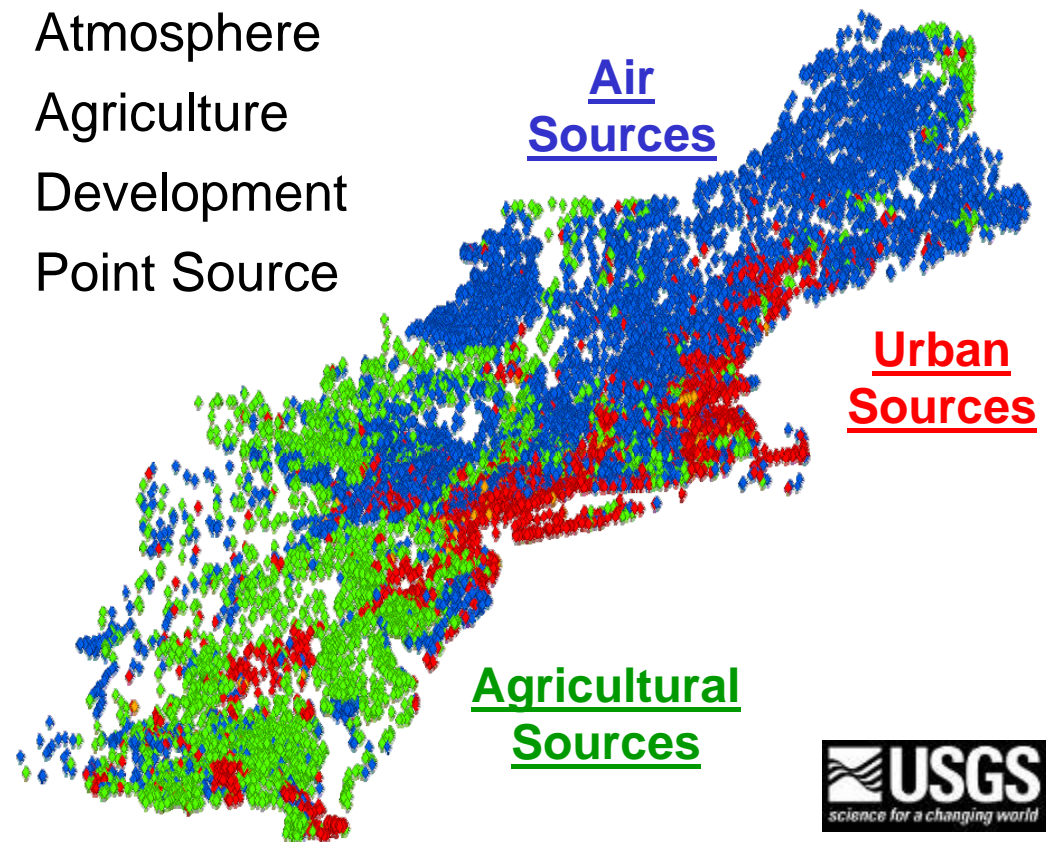 Atmosphere
Agriculture
Development
Point Source
Air
Sources
Urban
Sources
Agricultural
Sources
USGS
science for a changing world